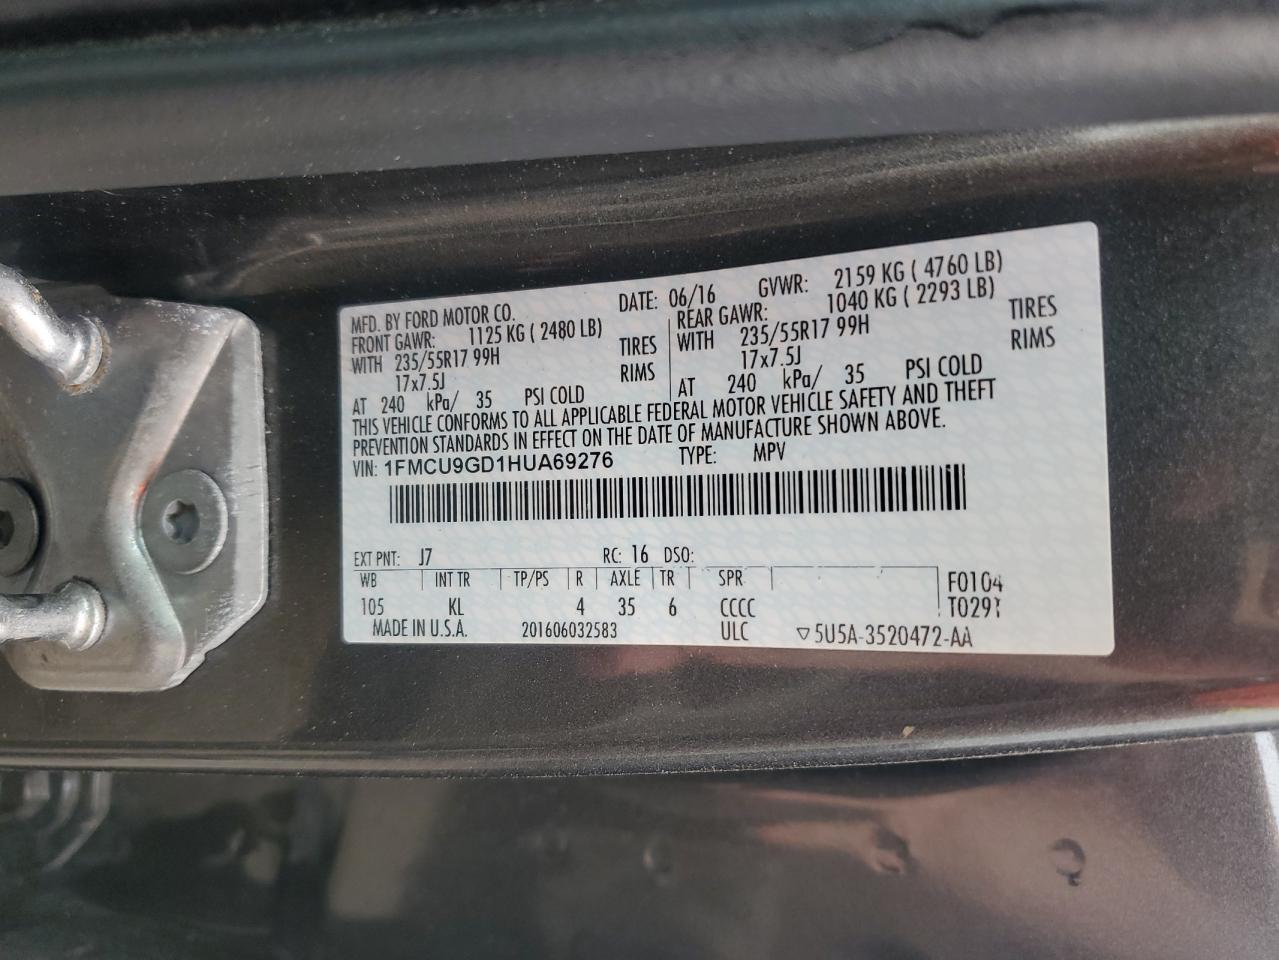 MFD. BY FORD MOTOR CO. DATE: 06/16 GVWR: 2159 KG ( 4760 LB)
FRONT GAWR: 1125 KG ( 2480 LB) REAR GAWR: 1040 KG ( 2293 LB)
WITH 235/55R17 99H TIRES WITH 235/55R17 99H TIRES
17x7.5J RIMS 17x7.5J RIMS
AT 240 kPa/ 35 PSI COLD AT 240 kPa/ 35 PSI COLD
THIS VEHICLE CONFORMS TO ALL APPLICABLE FEDERAL MOTOR VEHICLE SAFETY AND THEFT
PREVENTION STANDARDS IN EFFECT ON THE DATE OF MANUFACTURE SHOWN ABOVE.
VIN: 1FMCU9GD1HUA69276 TYPE: MPV
EXT PNT: J7 RC: 16 DSO:
WB INT TR TP/PS R AXLE TR SPR F0104
105 KL 4 35 6 CCCC T0291
MADE IN U.S.A. 201606032583 ULC ▽5U5A-3520472-AA